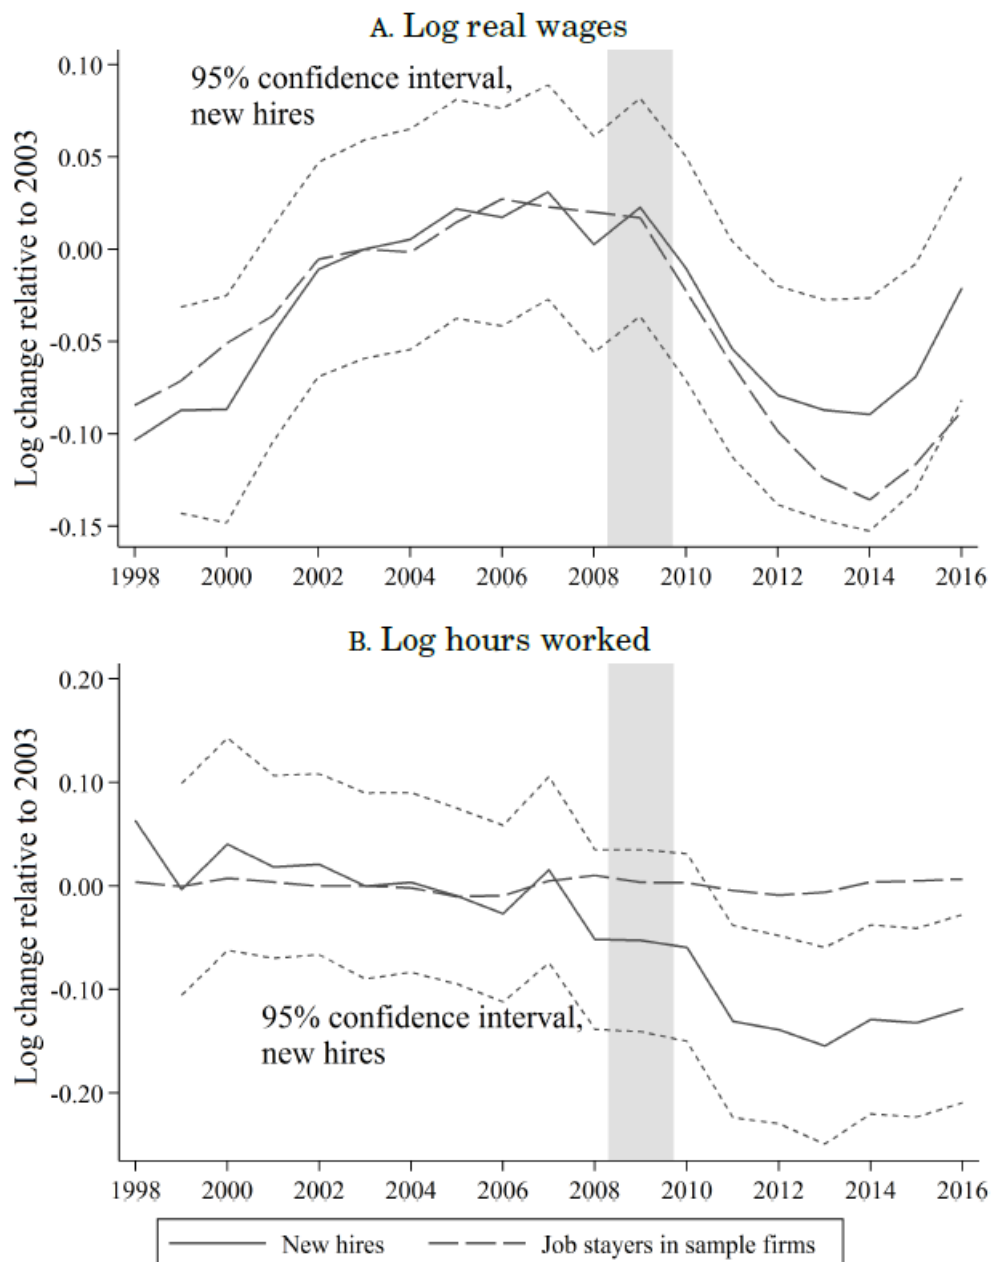 A. Log real wages
Log change relative to 2003
0.10
0.05
0.00
-0.05
-0.10
-0.15
95% confidence interval,
new hires
1998 2000 2002 2004 2006 2008 2010 2012 2014 2016
B. Log hours worked
Log change relative to 2003
0.20
0.10
0.00
-0.10
-0.20
95% confidence interval,
new hires
1998 2000 2002 2004 2006 2008 2010 2012 2014 2016
New hires Job stayers in sample firms